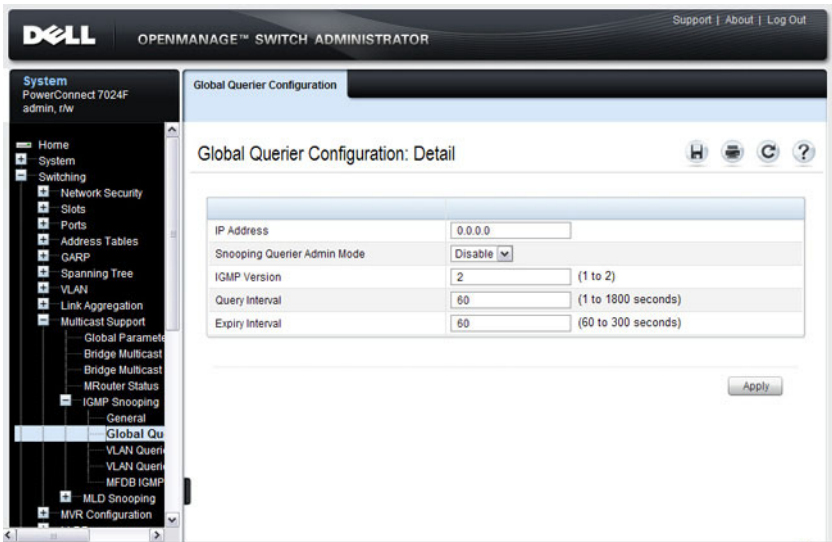 Support | About | Log Out
DELL OPENMANAGE™ SWITCH ADMINISTRATOR
System
PowerConnect 7024F
admin, r/w
Home
System
Switching
Network Security
Slots
Ports
Address Tables
GARP
Spanning Tree
VLAN
Link Aggregation
Multicast Support
Global Paramete
Bridge Multicast
Bridge Multicast
MRouter Status
IGMP Snooping
General
Global Qu
VLAN Queri
VLAN Queri
MFDB IGMP
MLD Snooping
MVR Configuration
Global Querier Configuration
Global Querier Configuration: Detail
IP Address 0.0.0.0
Snooping Querier Admin Mode Disable
IGMP Version 2 (1 to 2)
Query Interval 60 (1 to 1800 seconds)
Expiry Interval 60 (60 to 300 seconds)
Apply